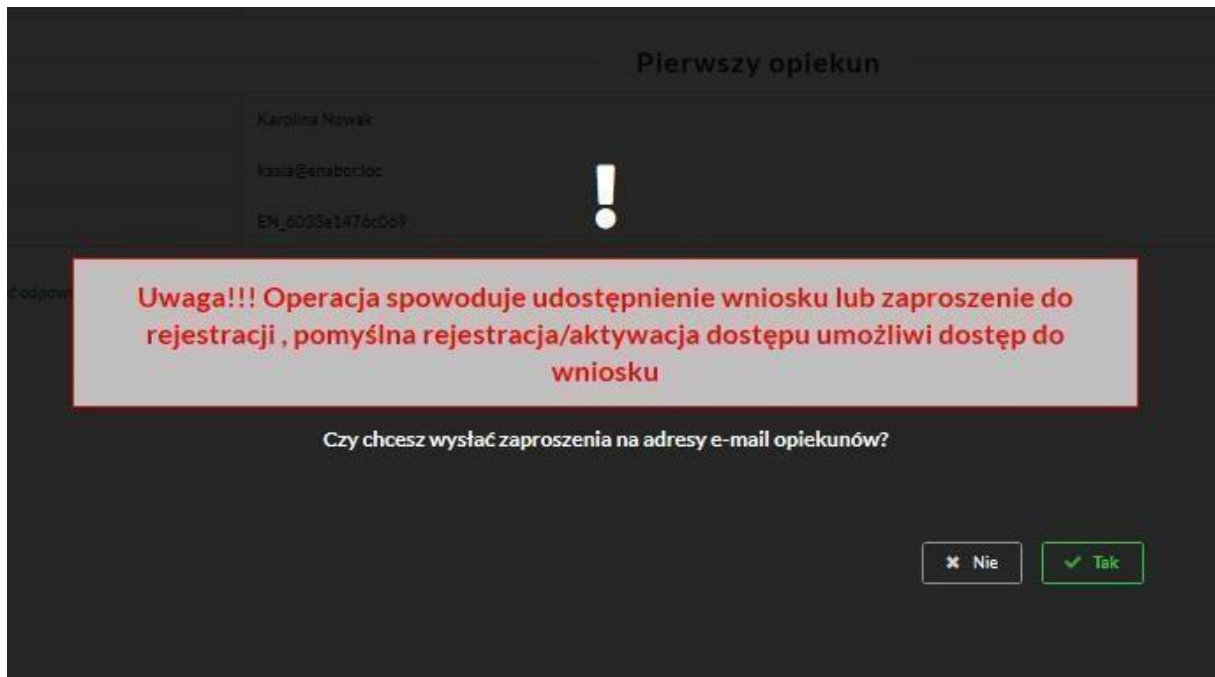 Pierwszy opiekun
Karolina Nowak
kasia@enabor.loc
EN_6033e1476c0b9
Uwaga!!! Operacja spowoduje udostępnienie wniosku lub zaproszenie do
rejestracji , pomyślna rejestracja/aktywacja dostępu umożliwi dostęp do
wniosku
Czy chcesz wysłać zaproszenia na adresy e-mail opiekunów?
Nie
Tak